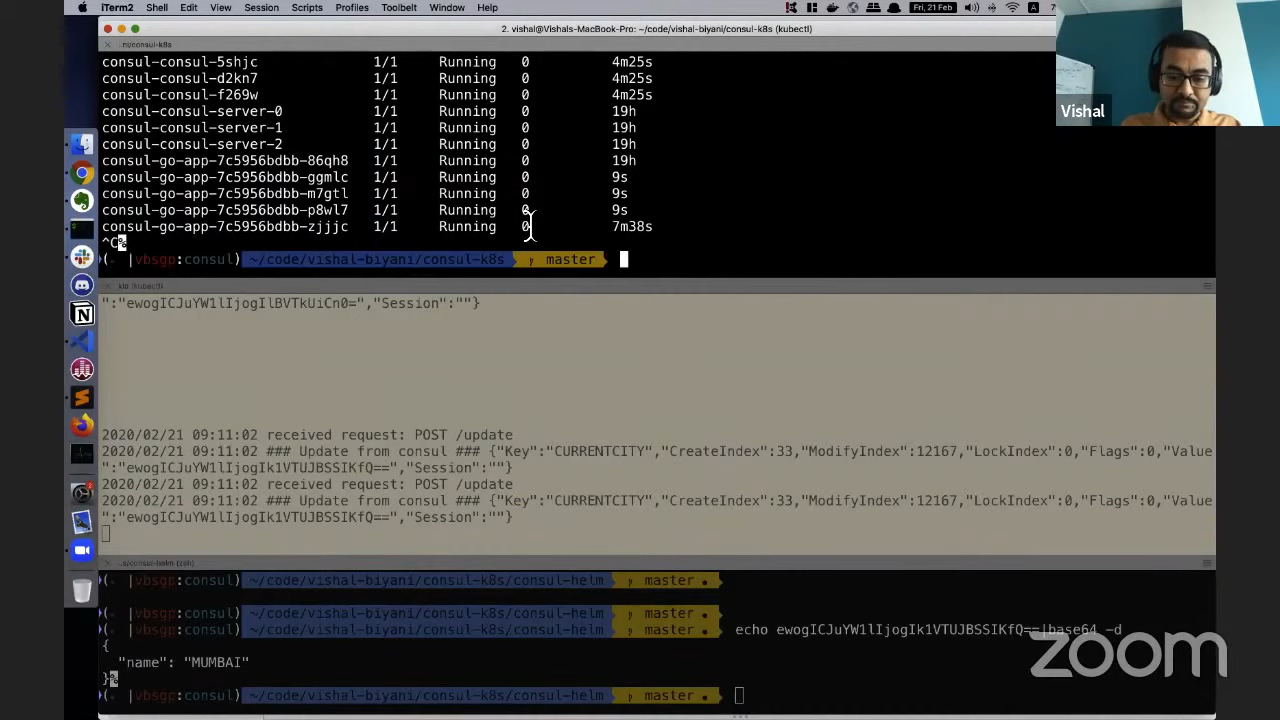 iTerm2 Shell Edit View Session Scripts Profiles Toolbelt Window Help Fri, 21 Feb
2. vishal@Vishals-MacBook-Pro: ~/code/vishal-biyani/consul-k8s (kubectl)
consul-consul-5shjc 1/1 Running 0 4m25s
consul-consul-d2kn7 1/1 Running 0 4m25s
consul-consul-f269w 1/1 Running 0 4m25s
consul-consul-server-0 1/1 Running 0 19h
consul-consul-server-1 1/1 Running 0 19h
consul-consul-server-2 1/1 Running 0 19h
consul-go-app-7c5956bdbb-86qh8 1/1 Running 0 19h
consul-go-app-7c5956bdbb-ggmlc 1/1 Running 0 9s
consul-go-app-7c5956bdbb-m7gtl 1/1 Running 0 9s
consul-go-app-7c5956bdbb-p8wl7 1/1 Running 0 9s
consul-go-app-7c5956bdbb-zjjjc 1/1 Running 0 7m38s
^C%
( |vbsgp:consul) ~/code/vishal-biyani/consul-k8s master
":"ewogICJuYW1lIjogIlBVTkUiCn0=","Session":""}
2020/02/21 09:11:02 received request: POST /update
2020/02/21 09:11:02 ### Update from consul ### {"Key":"CURRENTCITY","CreateIndex":33,"ModifyIndex":12167,"LockIndex":0,"Flags":0,"Value
":"ewogICJuYW1lIjogIk1VTUJBSSIKfQ==","Session":""}
2020/02/21 09:11:02 received request: POST /update
2020/02/21 09:11:02 ### Update from consul ### {"Key":"CURRENTCITY","CreateIndex":33,"ModifyIndex":12167,"LockIndex":0,"Flags":0,"Value
":"ewogICJuYW1lIjogIk1VTUJBSSIKfQ==","Session":""}
( |vbsgp:consul) ~/code/vishal-biyani/consul-k8s/consul-helm master
( |vbsgp:consul) ~/code/vishal-biyani/consul-k8s/consul-helm master
( |vbsgp:consul) ~/code/vishal-biyani/consul-k8s/consul-helm master echo ewogICJuYW1lIjogIk1VTUJBSSIKfQ==|base64 -d
{
"name": "MUMBAI"
}%
( |vbsgp:consul) ~/code/vishal-biyani/consul-k8s/consul-helm master
Vishal
zoom